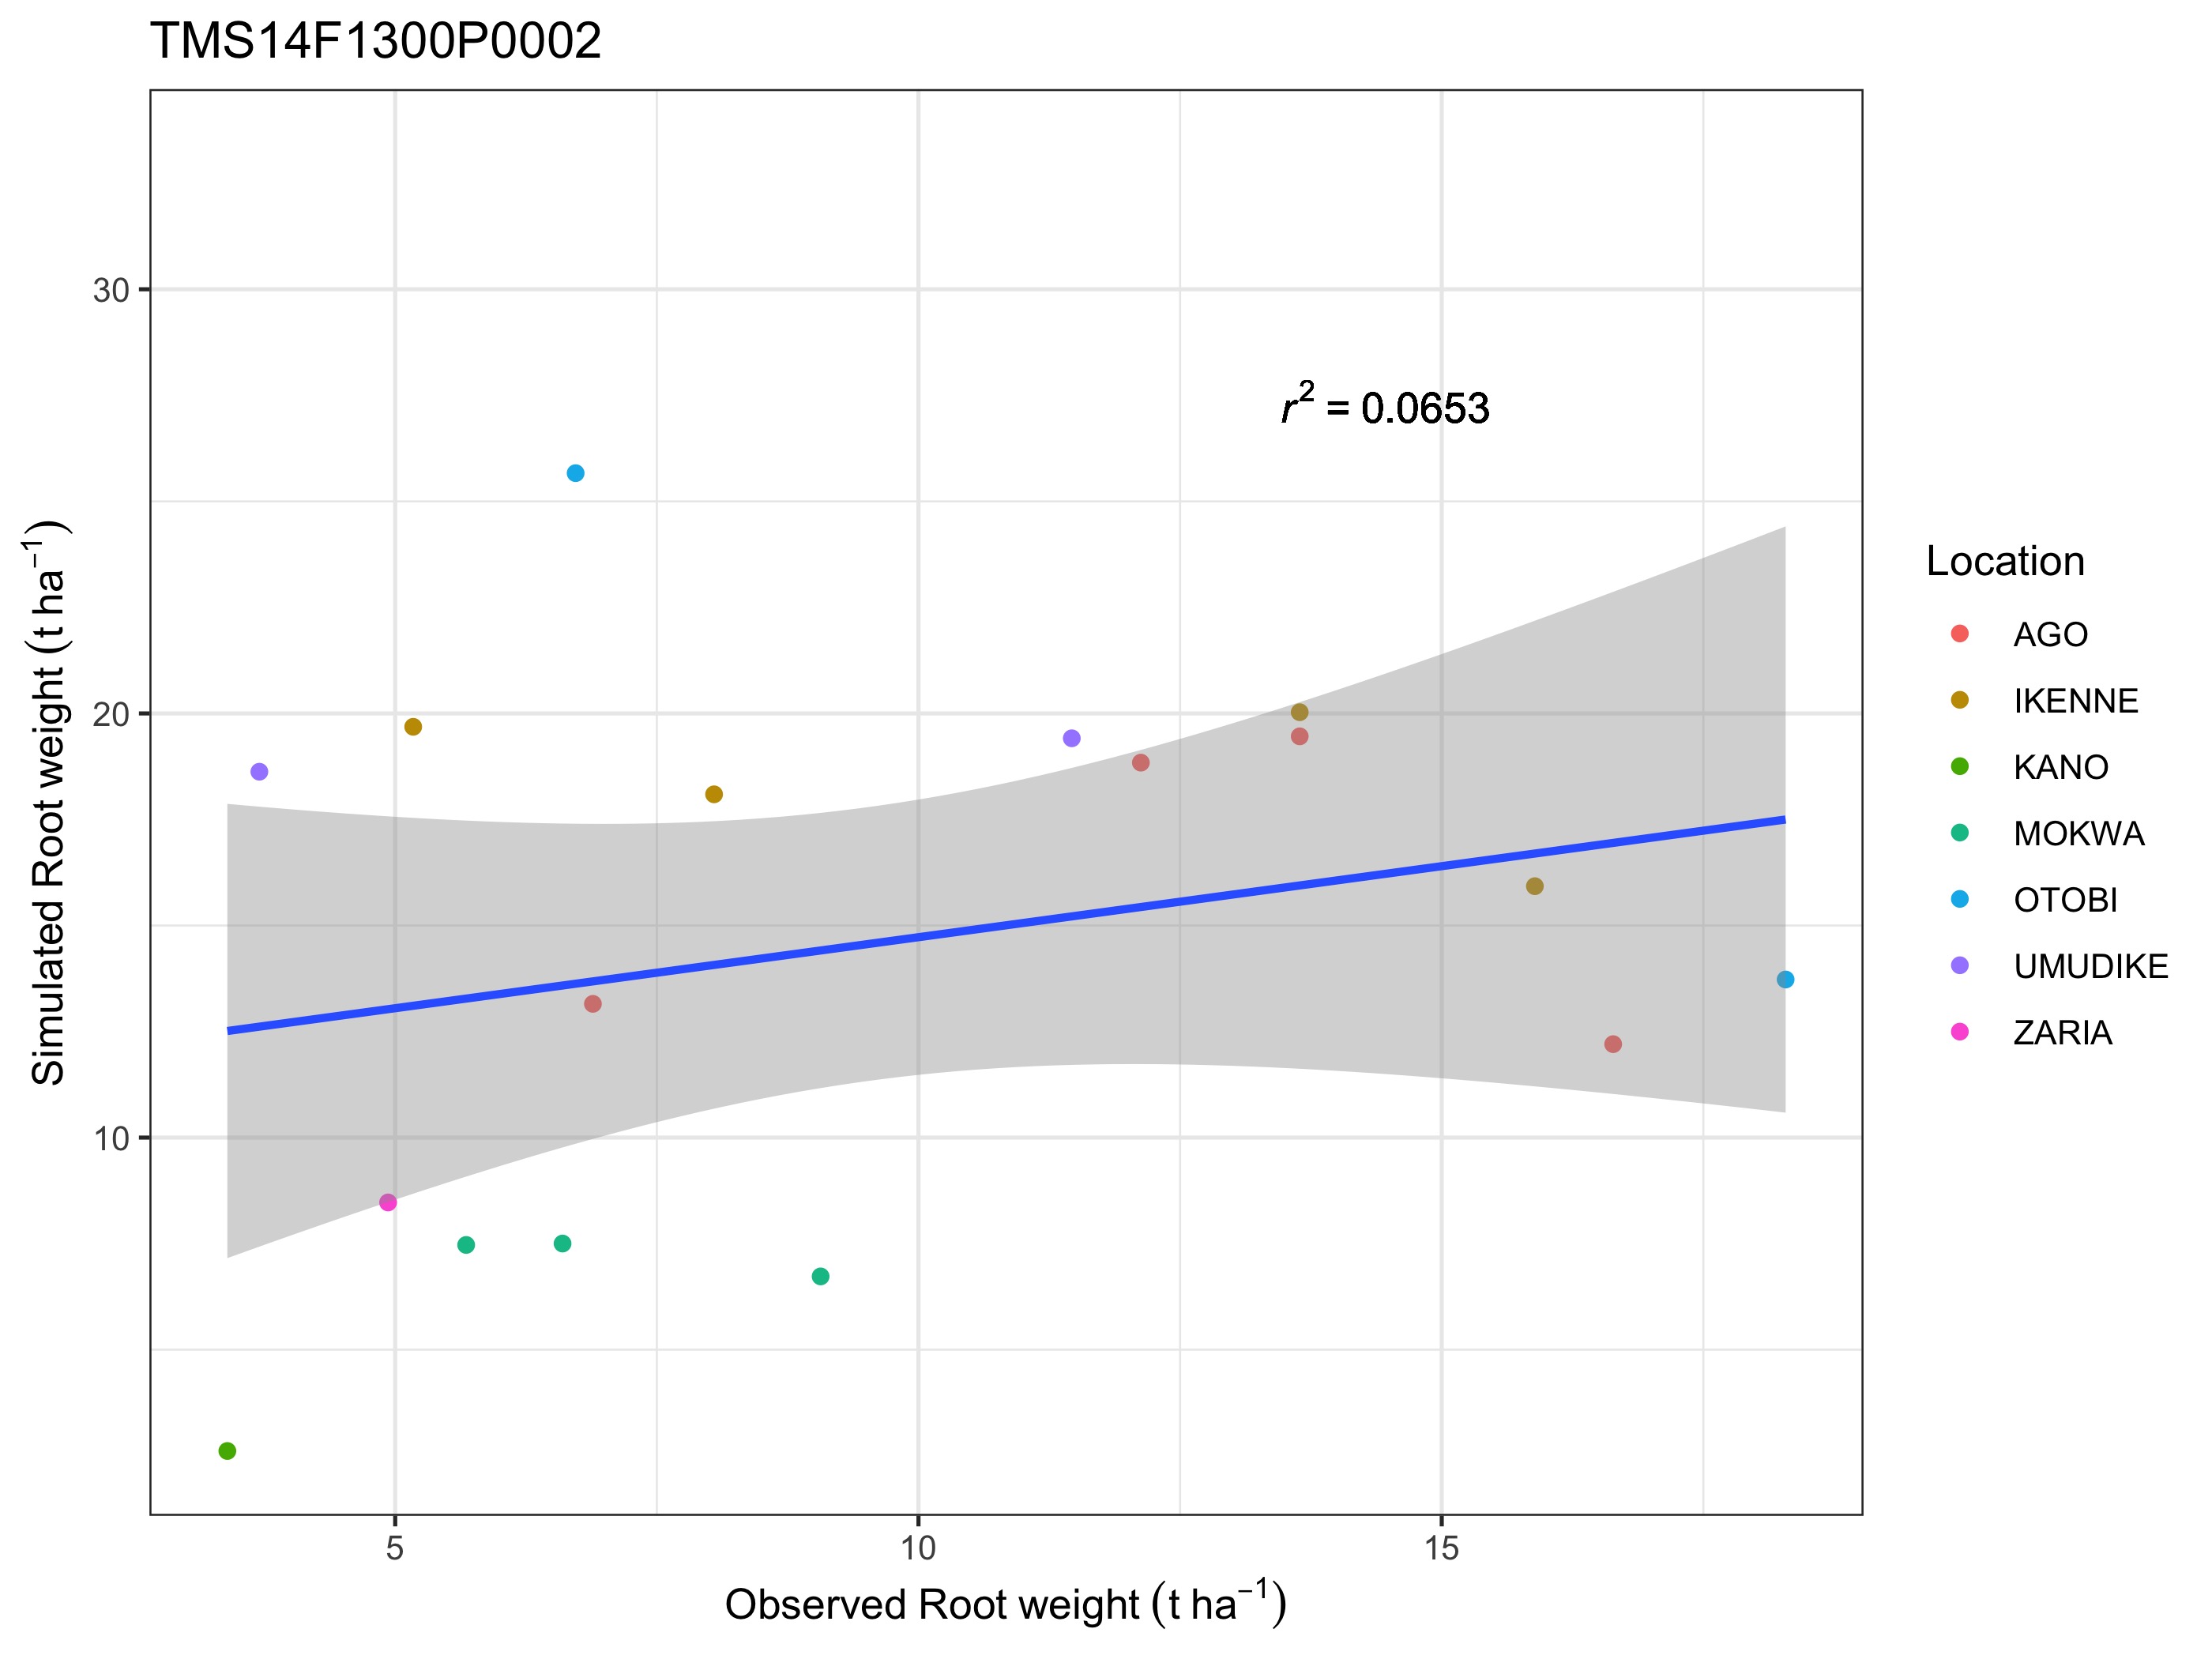 TMS14F1300P0002
30
20
10
Simulated Root weight (t ha⁻¹)
r² = 0.0653
5 10 15
Observed Root weight (t ha⁻¹)
Location
AGO
IKENNE
KANO
MOKWA
OTOBI
UMUDIKE
ZARIA